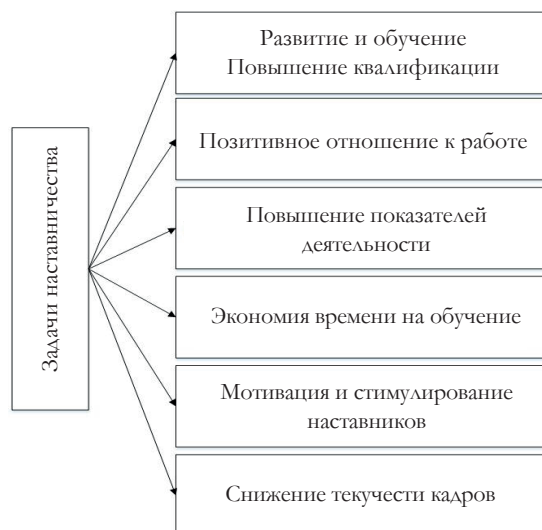 Задачи наставничества
Развитие и обучение
Повышение квалификации
Позитивное отношение к работе
Повышение показателей
деятельности
Экономия времени на обучение
Мотивация и стимулирование
наставников
Снижение текучести кадров